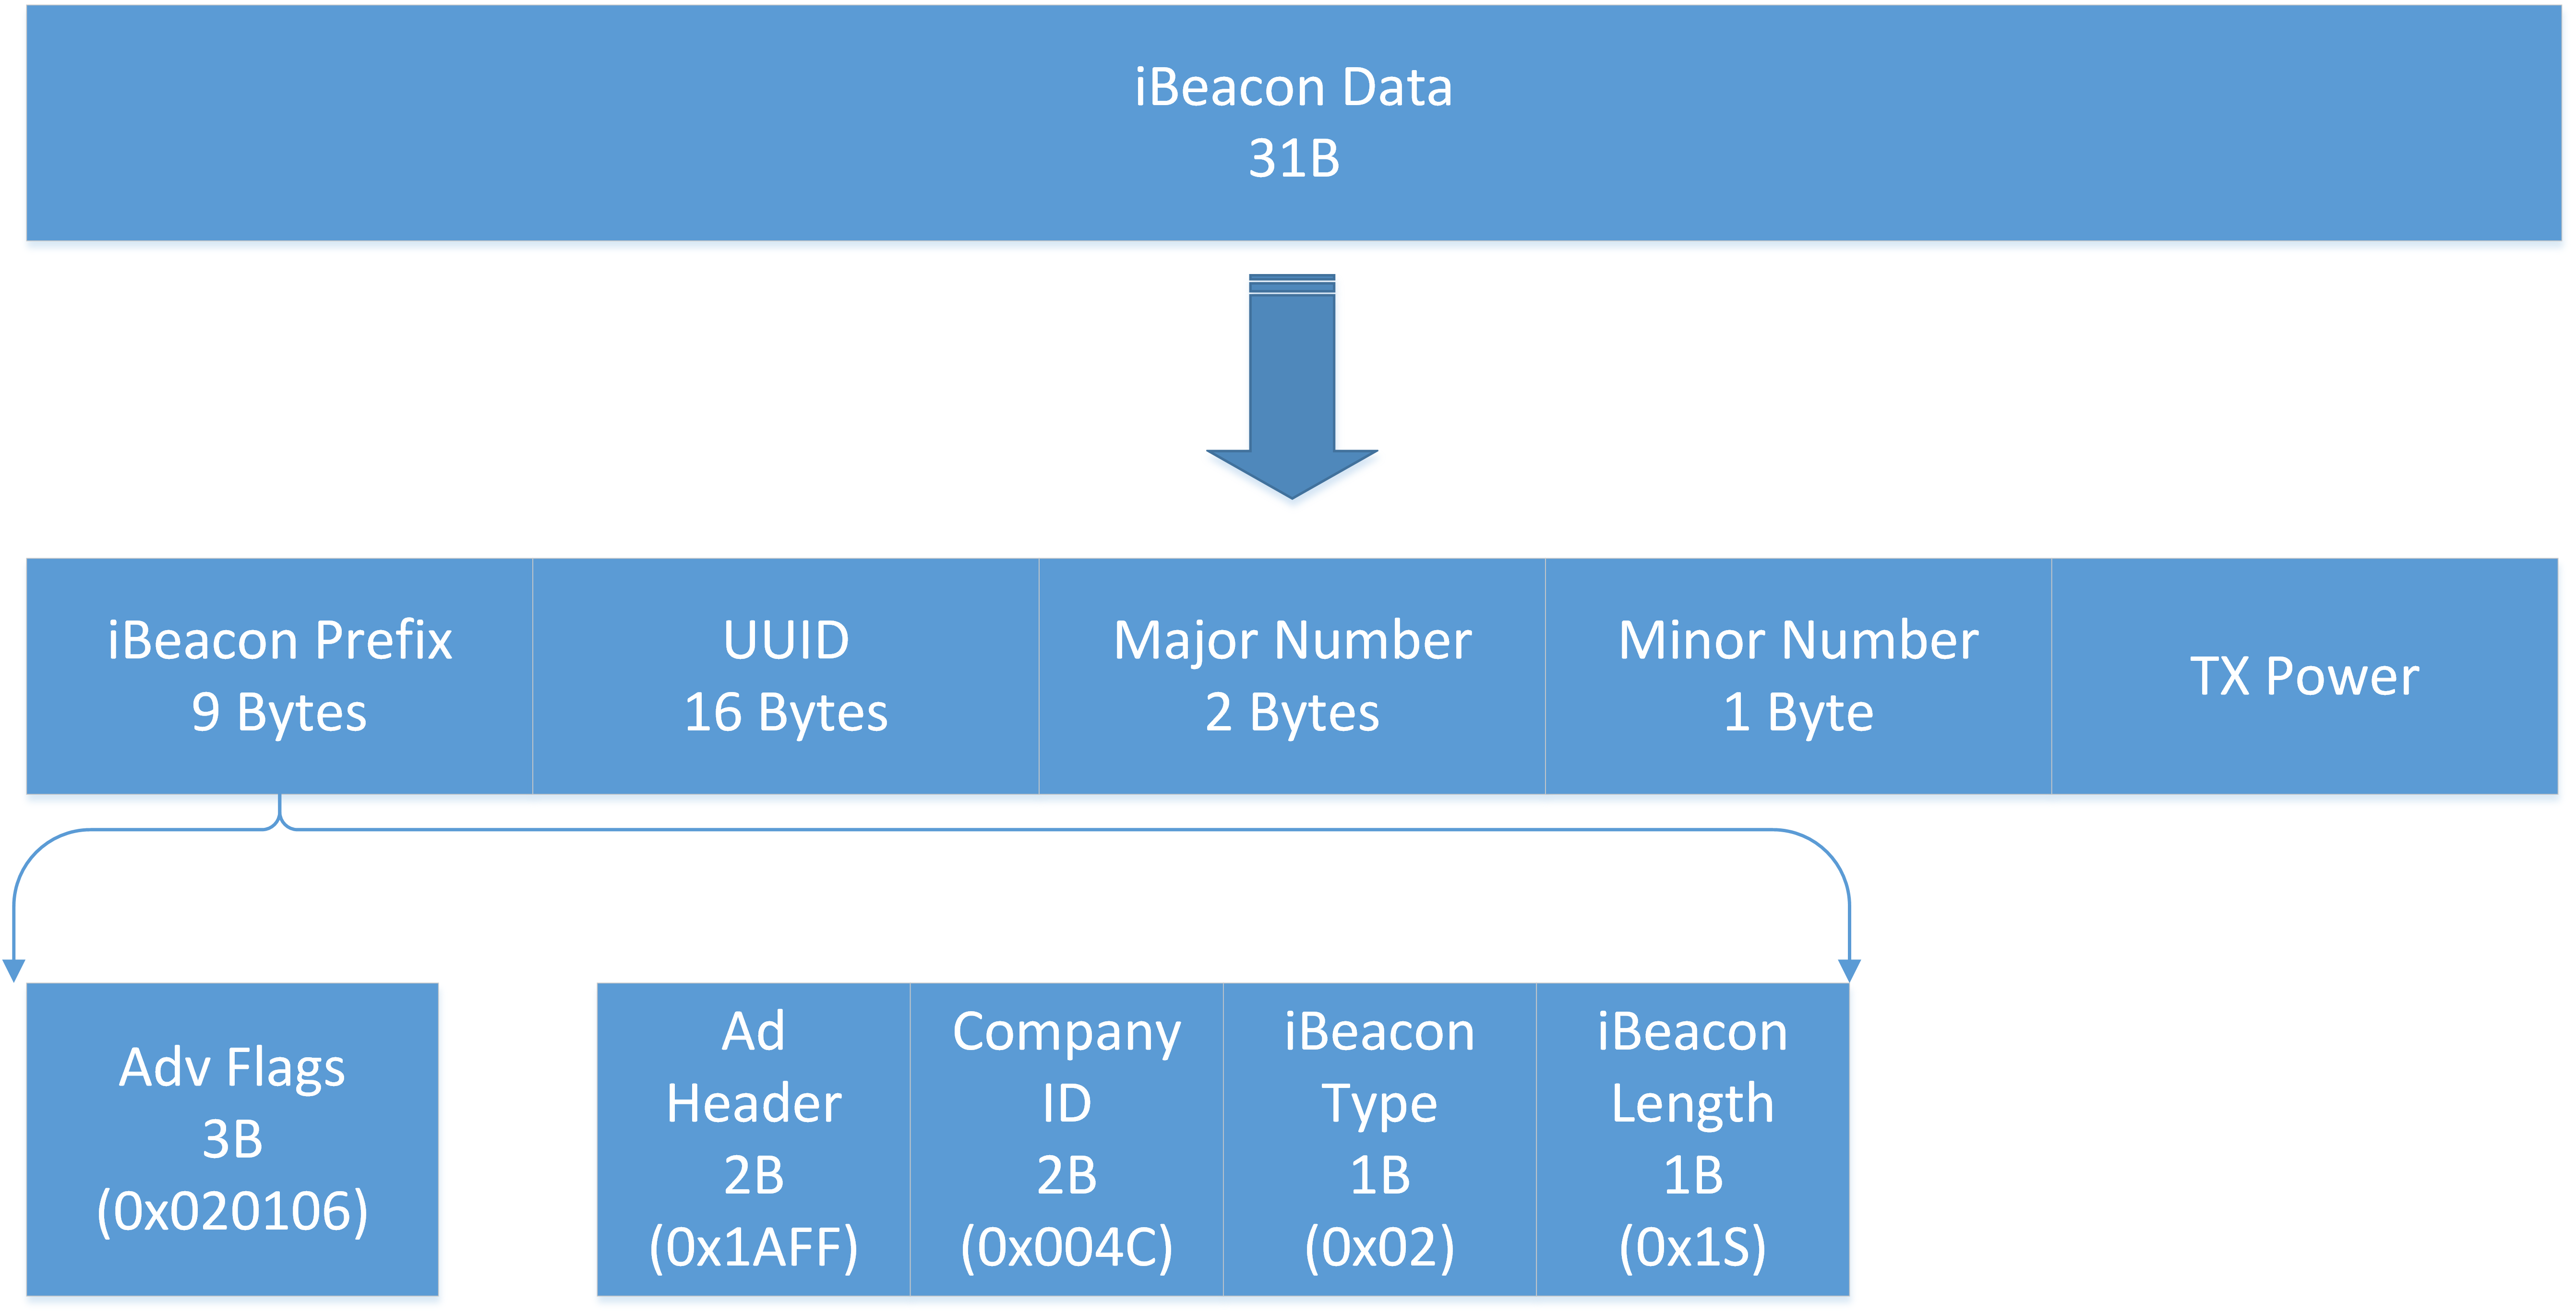 iBeacon Data
31B
iBeacon Prefix
9 Bytes
UUID
16 Bytes
Major Number
2 Bytes
Minor Number
1 Byte
TX Power
Adv Flags
3B
(0x020106)
Ad
Header
2B
(0x1AFF)
Company
ID
2B
(0x004C)
iBeacon
Type
1B
(0x02)
iBeacon
Length
1B
(0x1S)